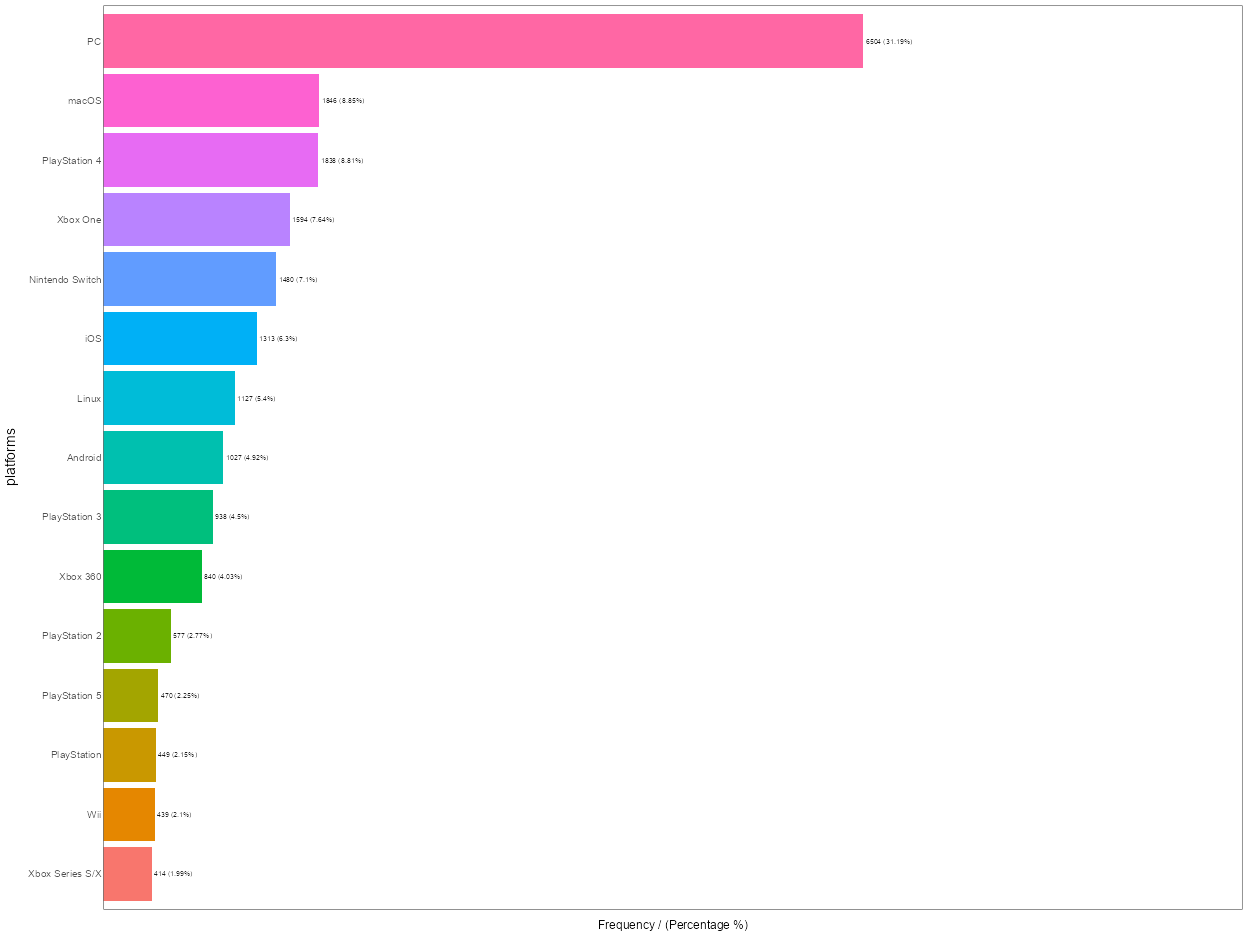 PC 6504 (31.19%)
macOS 1846 (8.85%)
PlayStation 4 1838 (8.81%)
Xbox One 1594 (7.64%)
Nintendo Switch 1480 (7.1%)
iOS 1313 (6.3%)
Linux 1127 (5.4%)
Android 1027 (4.92%)
PlayStation 3 938 (4.5%)
Xbox 360 840 (4.03%)
PlayStation 2 577 (2.77%)
PlayStation 5 470 (2.25%)
PlayStation 449 (2.15%)
Wii 439 (2.1%)
Xbox Series S/X 414 (1.99%)
platforms
Frequency / (Percentage %)